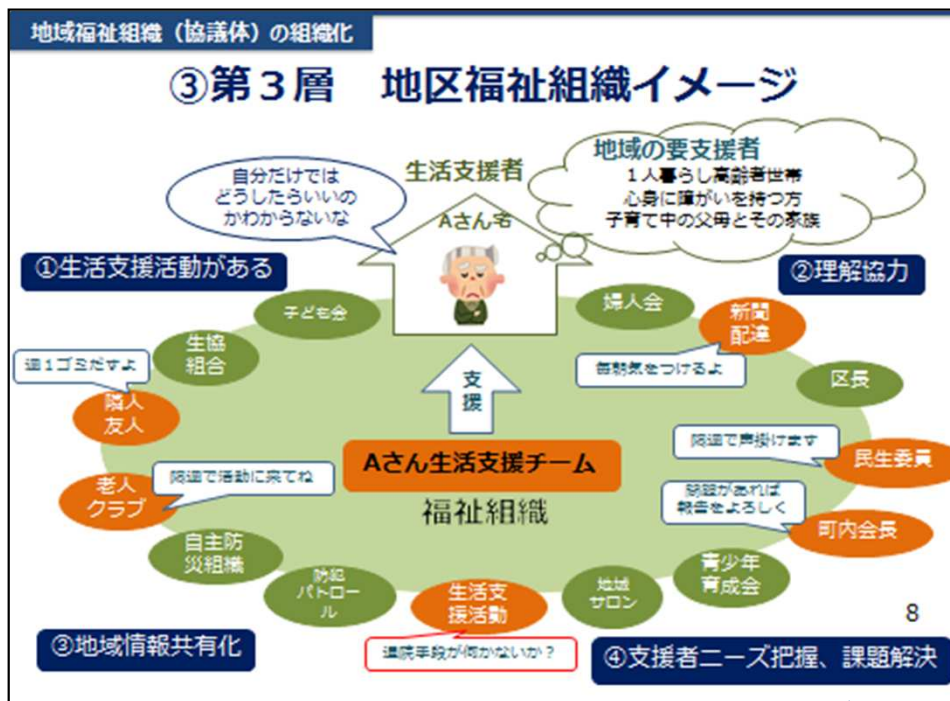 地域福祉組織（協議体）の組織化
③第３層　地区福祉組織イメージ
自分だけでは
どうしたらいいの
かわからないな
生活支援者
Aさん宅
地域の要支援者
１人暮らし高齢者世帯
心身に障がいを持つ方
子育て中の父母とその家族
①生活支援活動がある
②理解協力
子ども会
婦人会
新聞
配達
生協
組合
週１ゴミだすよ
毎朝気をつけるよ
区長
隣人
友人
支
援
隔週で声掛けます
民生委員
Aさん生活支援チーム
老人
クラブ
隔週で活動に来てね
福祉組織
問題があれば
報告をよろしく
町内会長
自主防
災組織
防犯
パトロー
ル
生活支
援活動
地域
サロン
青少年
育成会
8
③地域情報共有化
通院手段が何かないか？
④支援者ニーズ把握、課題解決